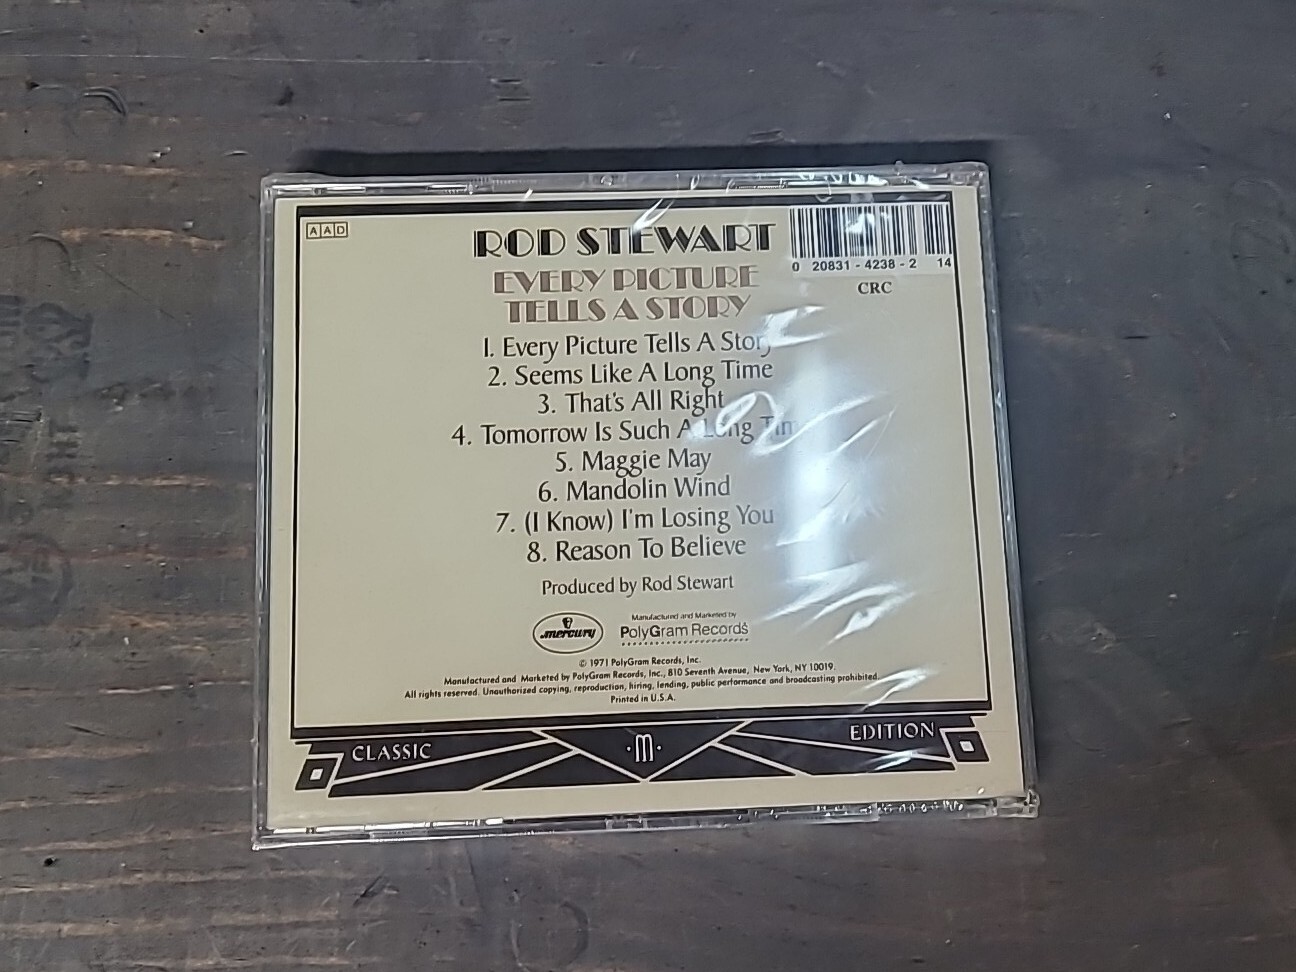 AAD
ROD STEWART
EVERY PICTURE
TELLS A STORY
0 20831 - 4238 - 2 14
CRC
1. Every Picture Tells A Story
2. Seems Like A Long Time
3. That's All Right
4. Tomorrow Is Such A Long Time
5. Maggie May
6. Mandolin Wind
7. (I Know) I'm Losing You
8. Reason To Believe
Produced by Rod Stewart
mercury
Manufactured and Marketed by
PolyGram Records
© 1971 PolyGram Records, Inc.
Manufactured and Marketed by PolyGram Records, Inc., 810 Seventh Avenue, New York, NY 10019.
All rights reserved. Unauthorized copying, reproduction, hiring, lending, public performance and broadcasting prohibited.
Printed in U.S.A.
CLASSIC ·M· EDITION